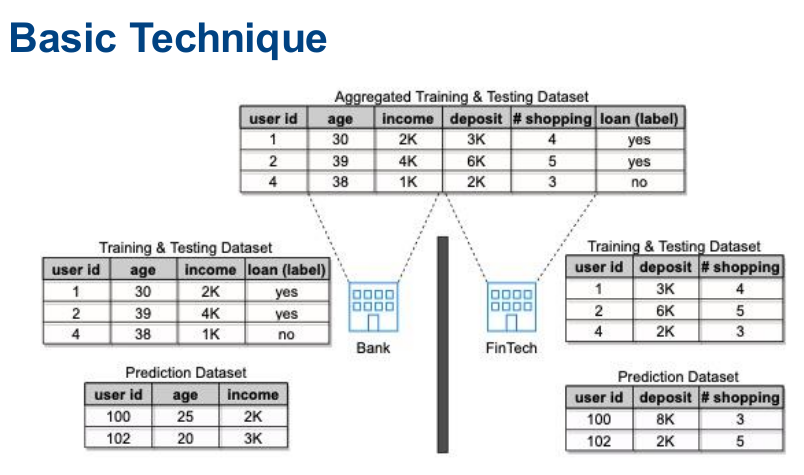 Basic Technique
Aggregated Training & Testing Dataset
user id age income deposit # shopping loan (label)
1 30 2K 3K 4 yes
2 39 4K 6K 5 yes
4 38 1K 2K 3 no
Training & Testing Dataset
user id age income loan (label)
1 30 2K yes
2 39 4K yes
4 38 1K no
Bank
Prediction Dataset
user id age income
100 25 2K
102 20 3K
Training & Testing Dataset
user id deposit # shopping
1 3K 4
2 6K 5
4 2K 3
FinTech
Prediction Dataset
user id deposit # shopping
100 8K 3
102 2K 5